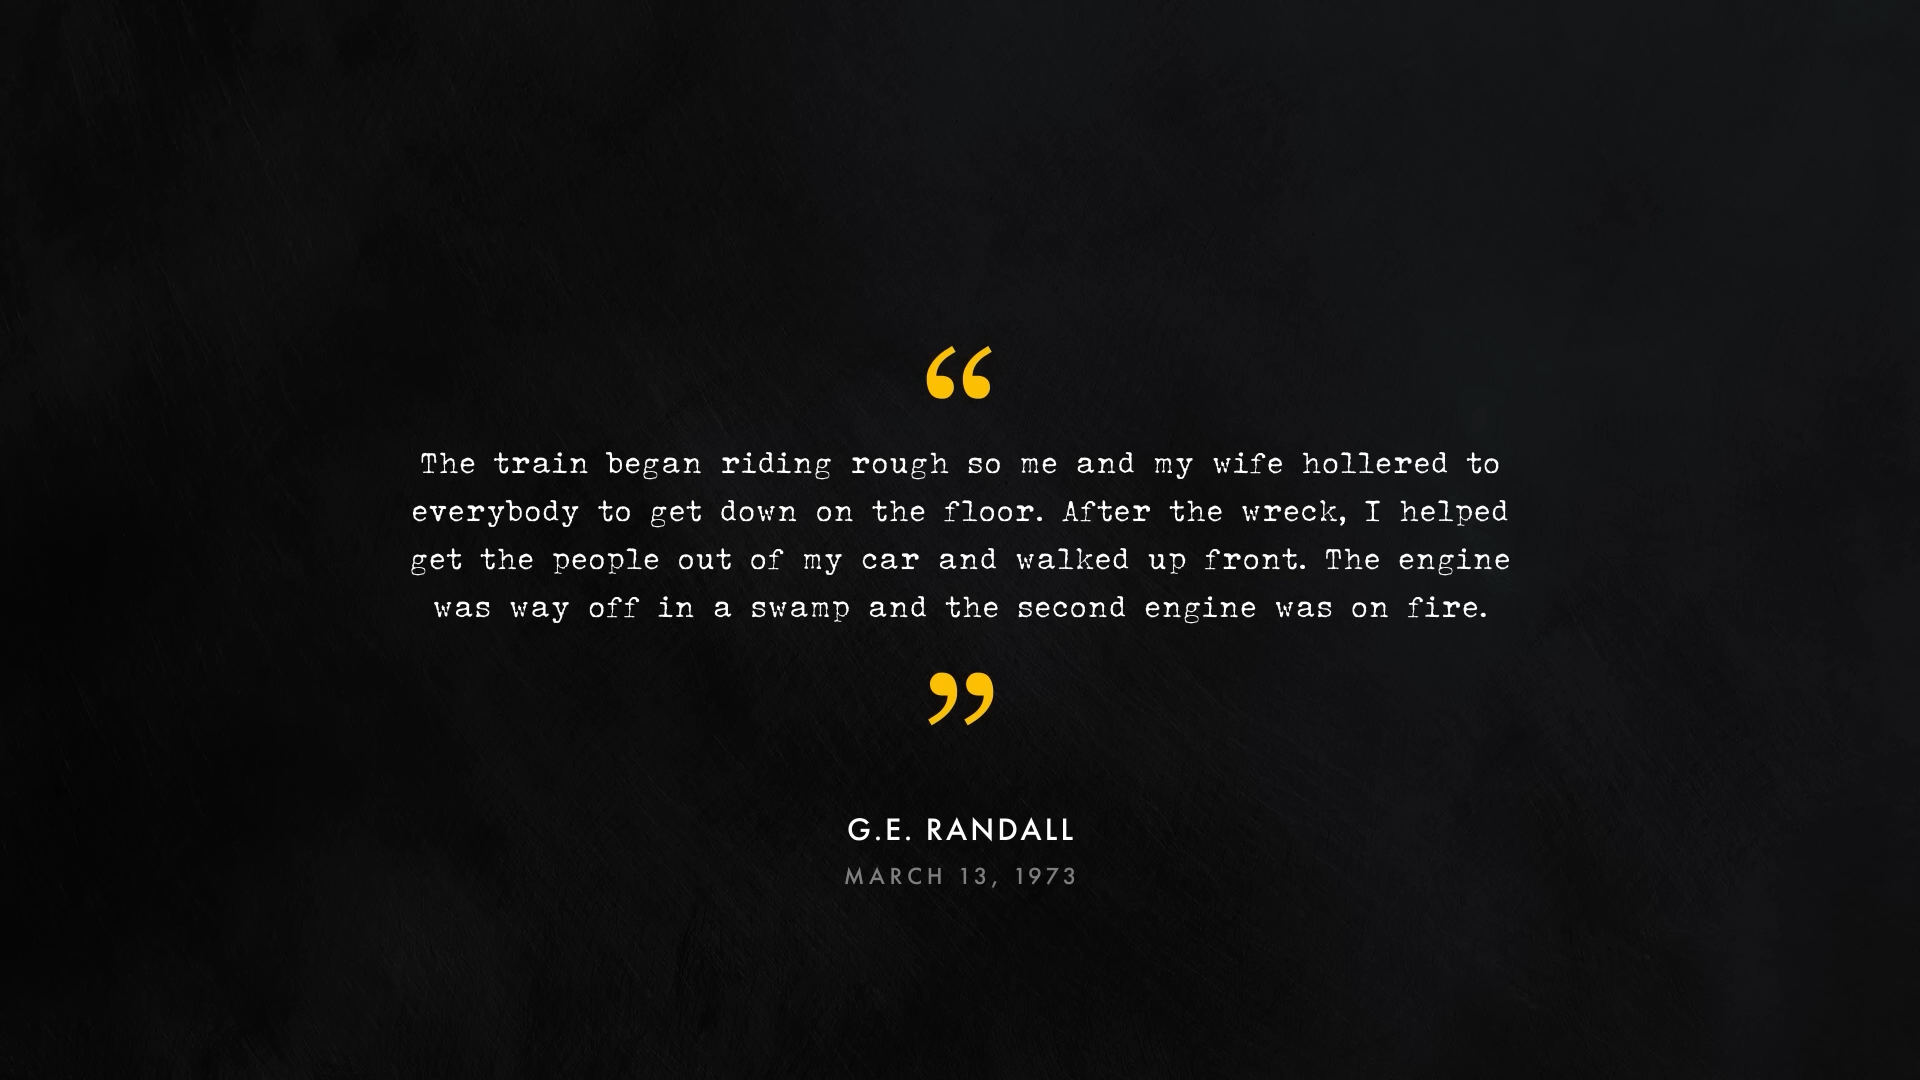 “
The train began riding rough so me and my wife hollered to
everybody to get down on the floor. After the wreck, I helped
get the people out of my car and walked up front. The engine
was way off in a swamp and the second engine was on fire.
”
G.E. RANDALL
MARCH 13, 1973